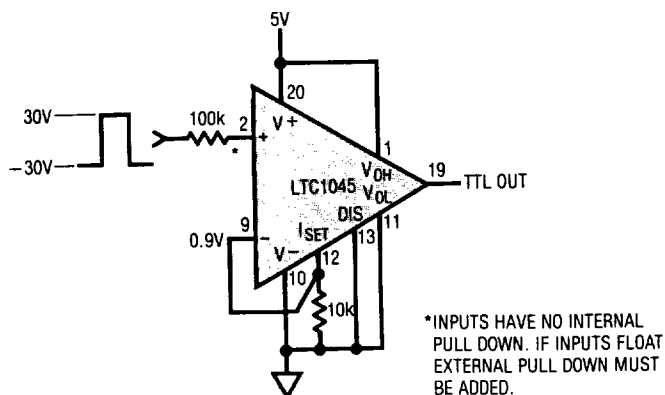 5V
20
30V
100k
2
+
V+
-30V
*
1
VOH
19
LTC1045
VOL
TTL OUT
DIS
11
9
−
ISET
13
0.9V
V−
12
10
10k
*INPUTS HAVE NO INTERNAL
PULL DOWN. IF INPUTS FLOAT
EXTERNAL PULL DOWN MUST
BE ADDED.